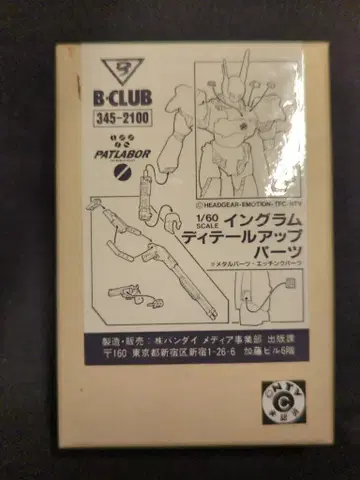 B-CLUB
345-2100
PATLABOR
©HEADGEAR·EMOTION·TFC·NTV
1/60
SCALE
イングラム
ディテールアップ
パーツ
※メタルパーツ・エッチングパーツ
製造・販売：㈱バンダイ メディア事業部 出版課
〒160 東京都新宿区新宿1-26-6 加藤ビル6階
NTV
C